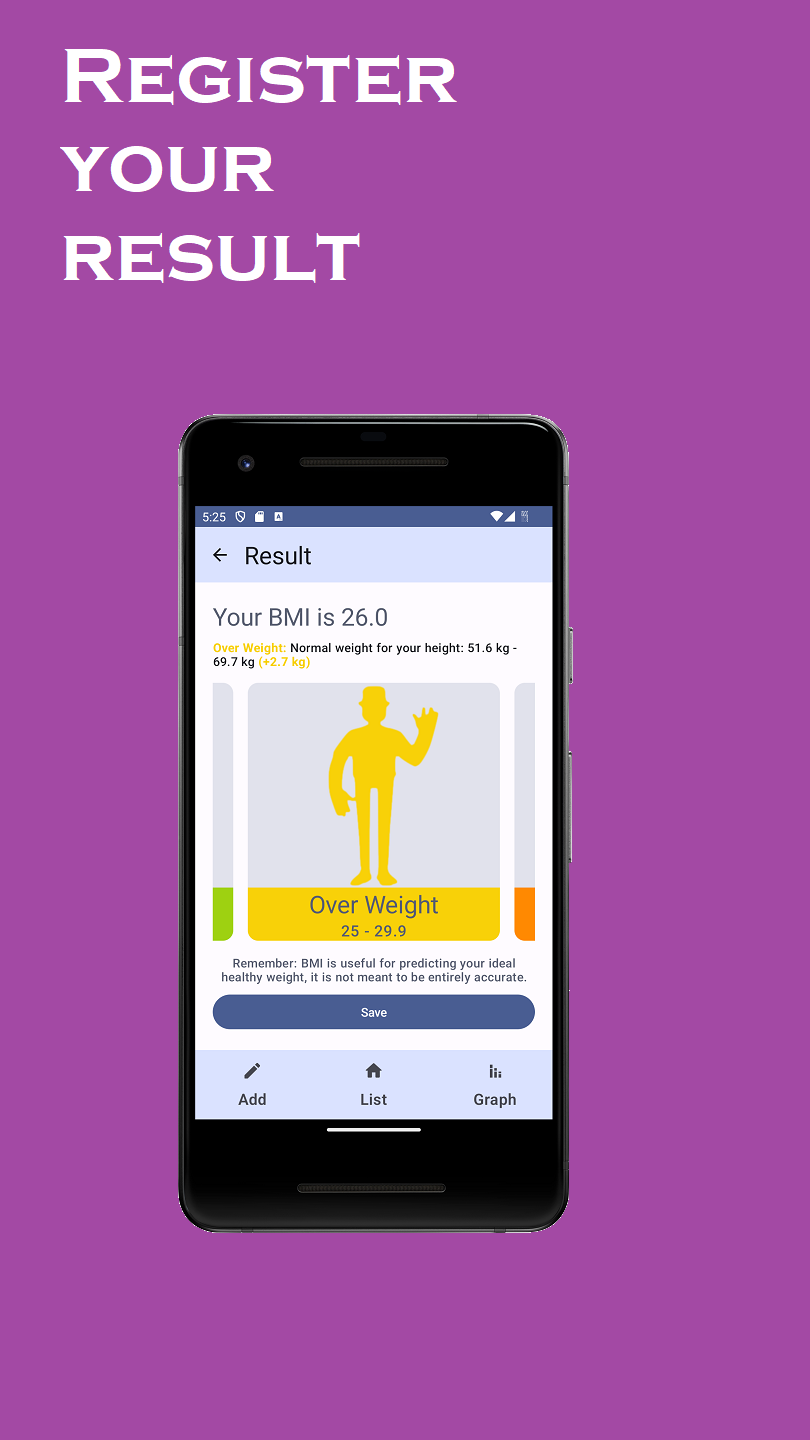 REGISTER
YOUR
RESULT
5:25
Result
Your BMI is 26.0
Over Weight: Normal weight for your height: 51.6 kg -
69.7 kg (+2.7 kg)
Over Weight
25 - 29.9
Remember: BMI is useful for predicting your ideal
healthy weight, it is not meant to be entirely accurate.
Save
Add
List
Graph